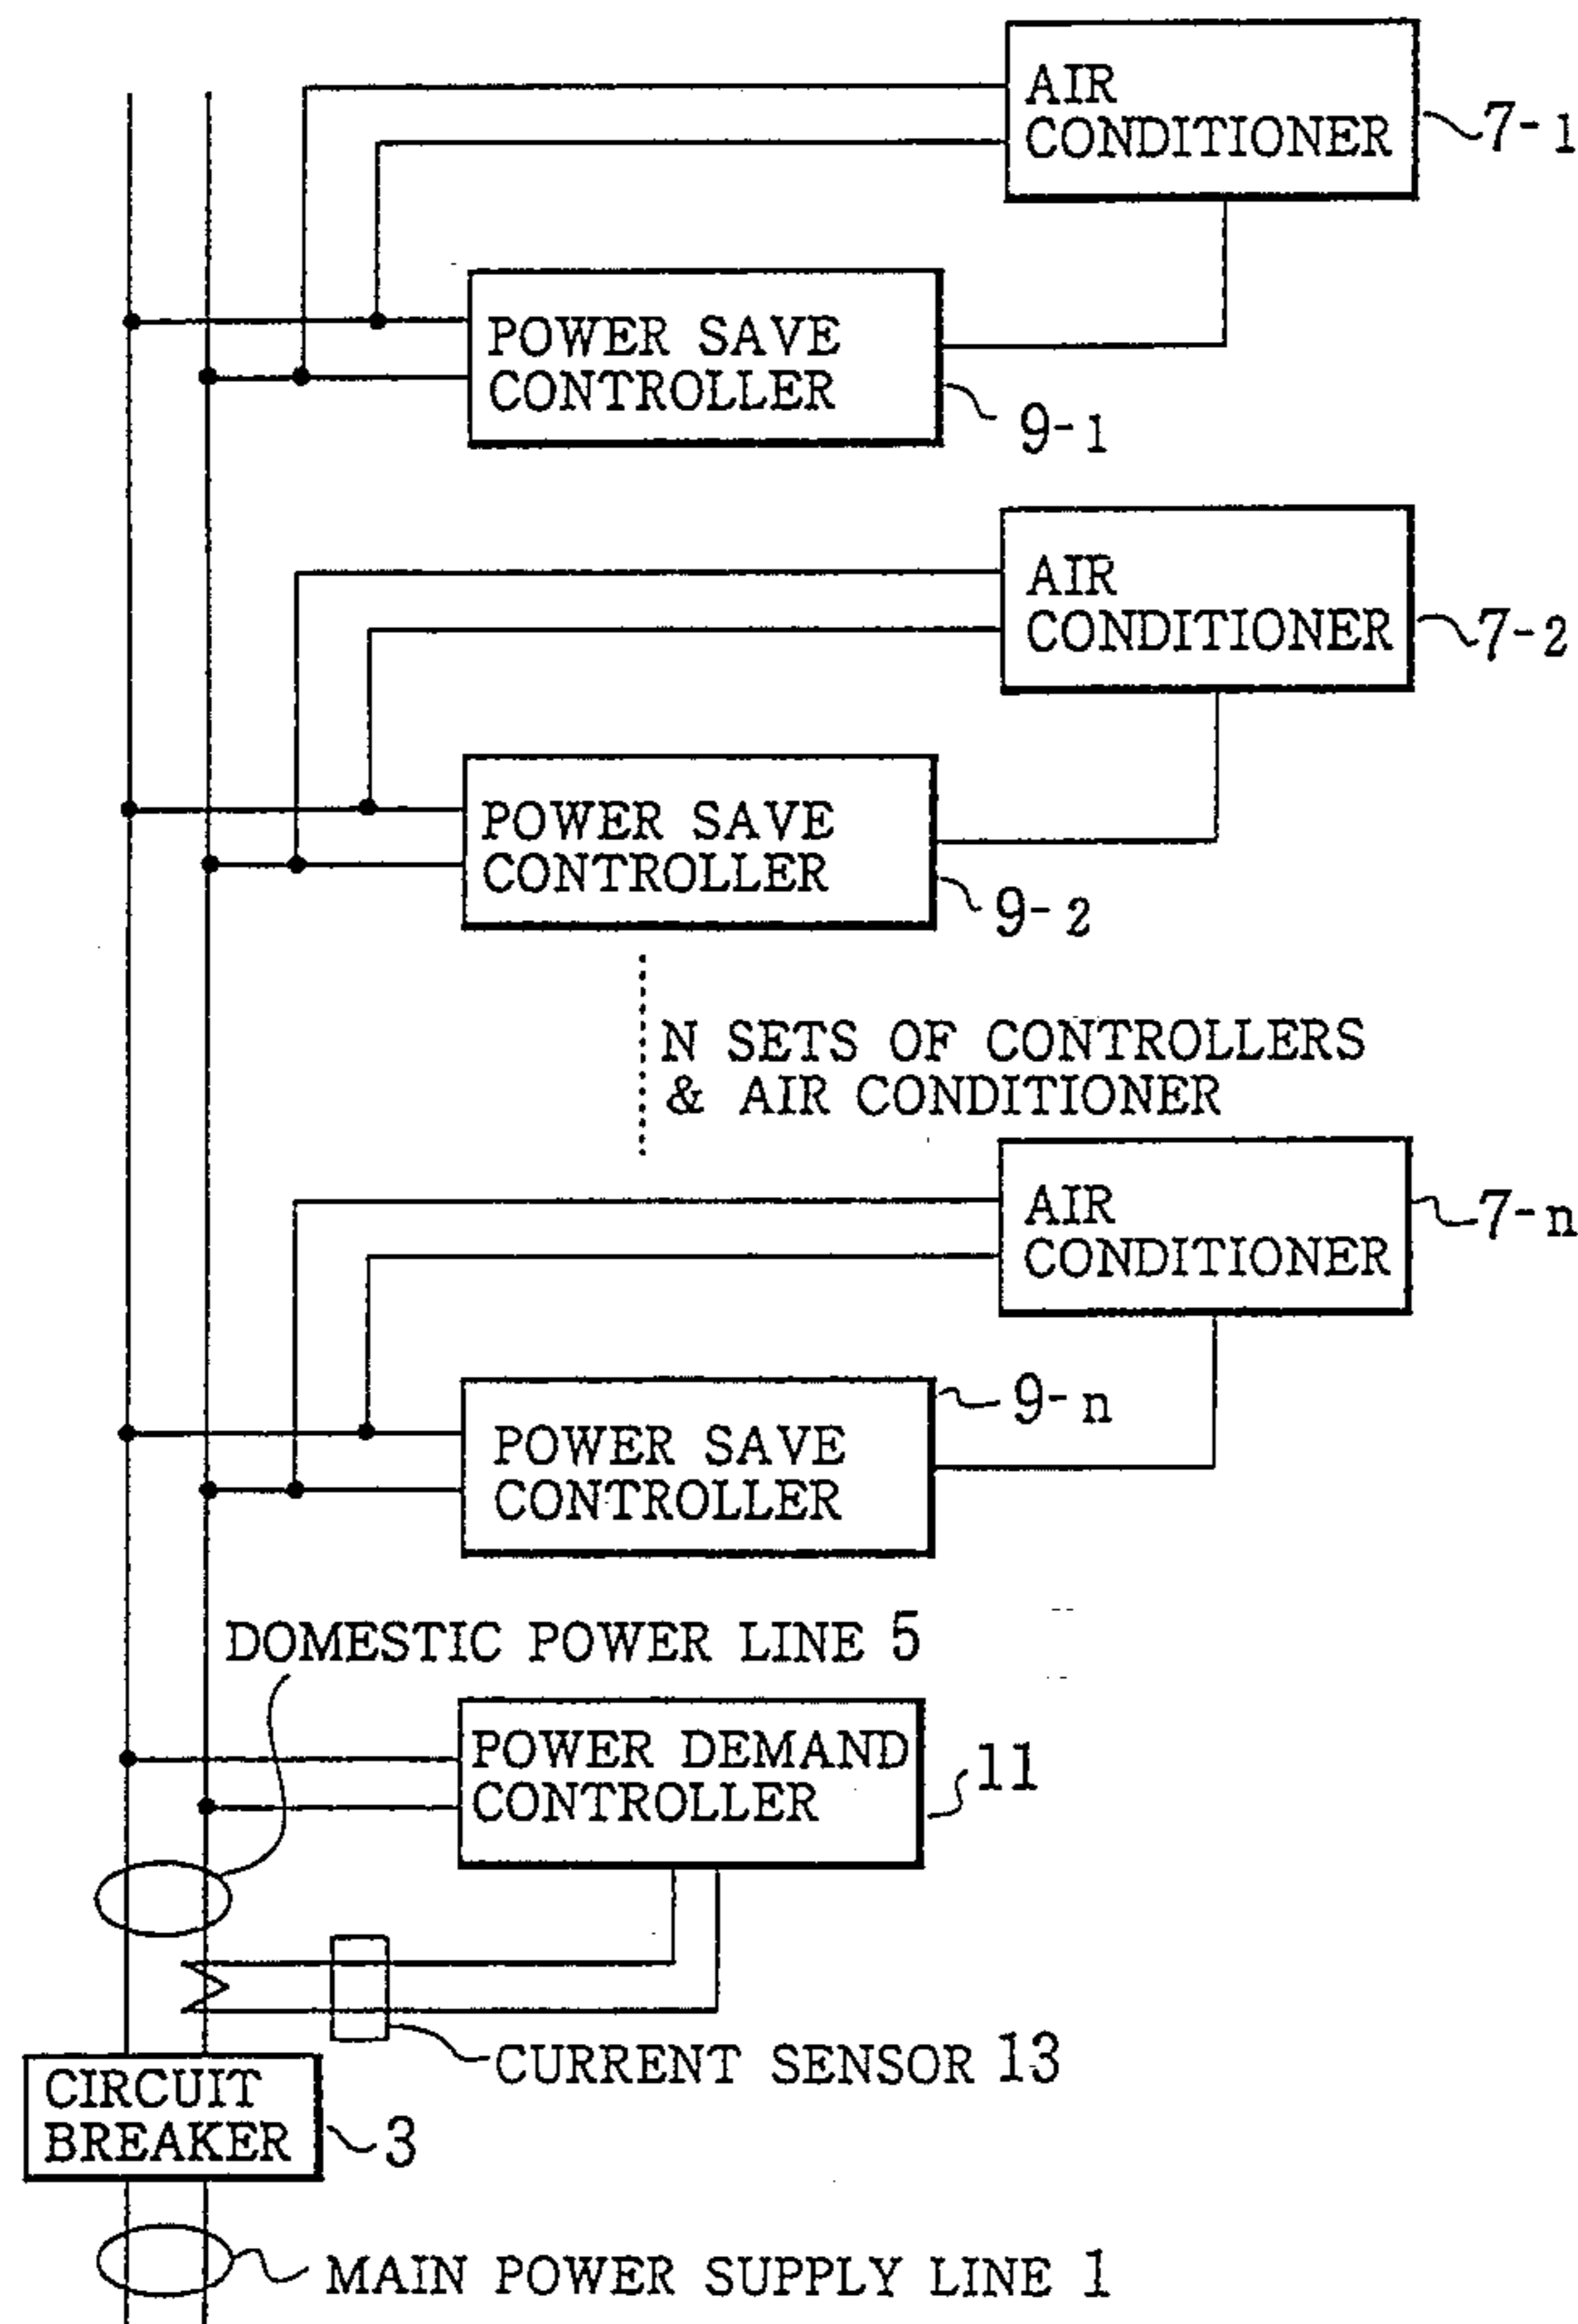 AIR
CONDITIONER
7-1
POWER SAVE
CONTROLLER
9-1
AIR
CONDITIONER
7-2
POWER SAVE
CONTROLLER
9-2
N SETS OF CONTROLLERS
& AIR CONDITIONER
AIR
CONDITIONER
7-n
9-n
POWER SAVE
CONTROLLER
DOMESTIC POWER LINE 5
POWER DEMAND
CONTROLLER
11
CURRENT SENSOR 13
CIRCUIT
BREAKER
3
MAIN POWER SUPPLY LINE 1